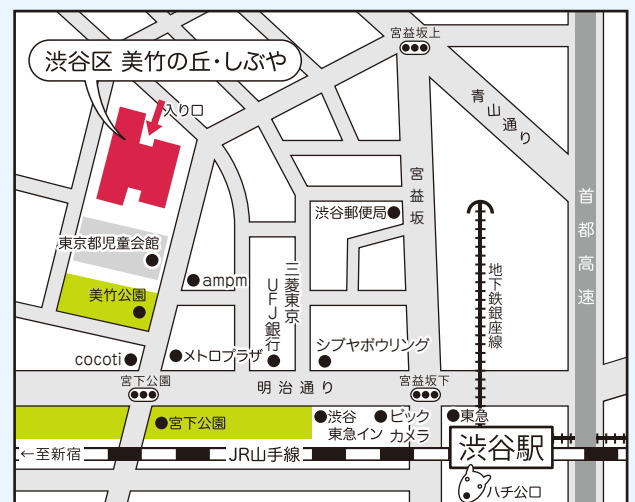 宮益坂上
渋谷区 美竹の丘・しぶや
入り口
青山通り
宮益坂
首都高速
渋谷郵便局
東京都児童会館
地下鉄銀座線
ampm
三菱東京
UFJ銀行
美竹公園
シブヤボウリング
メトロプラザ
cocoti
宮下公園
明治通り
宮益坂下
宮下公園
渋谷
東急イン
ビック
カメラ
東急
渋谷駅
←至新宿
JR山手線
ハチ公口